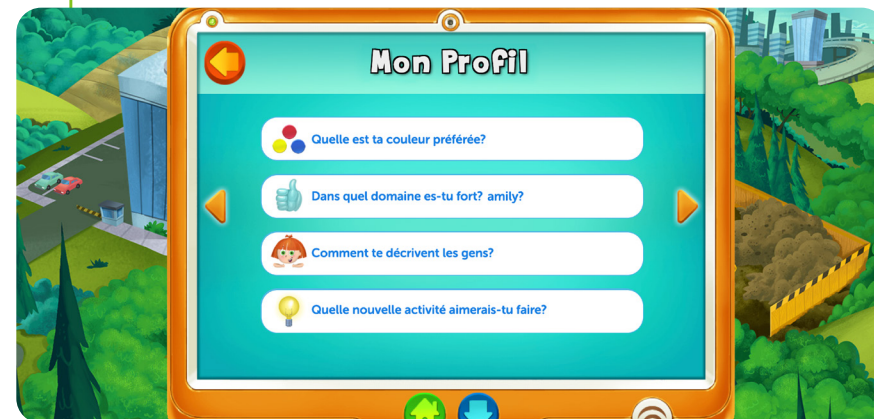 Mon Profil
Quelle est ta couleur préférée?
Dans quel domaine es-tu fort? amily?
Comment te décrivent les gens?
Quelle nouvelle activité aimerais-tu faire?